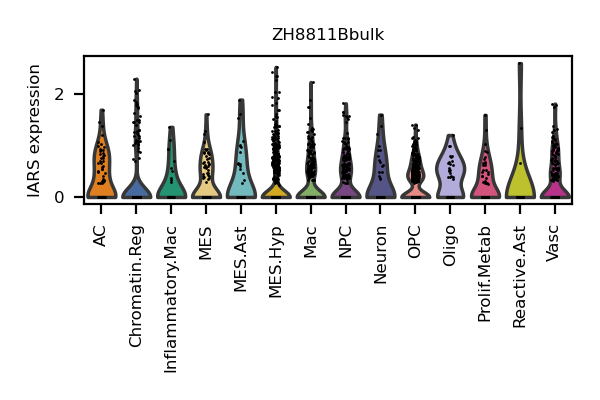 ZH8811Bbulk
IARS expression
2
0
AC
Chromatin.Reg
Inflammatory.Mac
MES
MES.Ast
MES.Hyp
Mac
NPC
Neuron
OPC
Oligo
Prolif.Metab
Reactive.Ast
Vasc